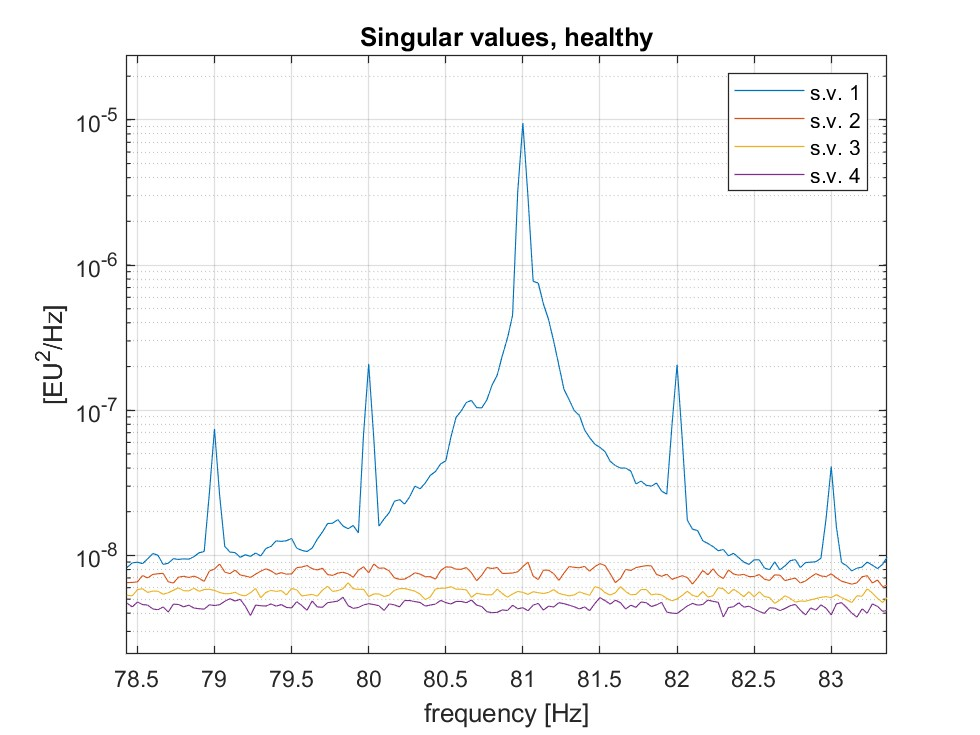 Singular values, healthy
s.v. 1
s.v. 2
s.v. 3
s.v. 4
10^-5
10^-6
10^-7
10^-8
[EU^2/Hz]
78.5 79 79.5 80 80.5 81 81.5 82 82.5 83
frequency [Hz]